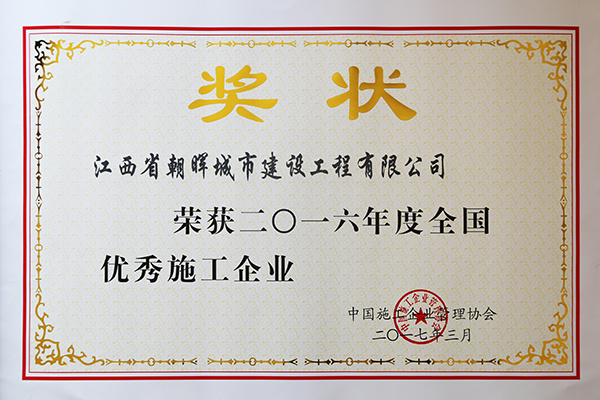 奖状
江西省朝晖城市建设工程有限公司
荣获二〇一六年度全国
优秀施工企业
中国施工企业管理协会
二〇一七年三月